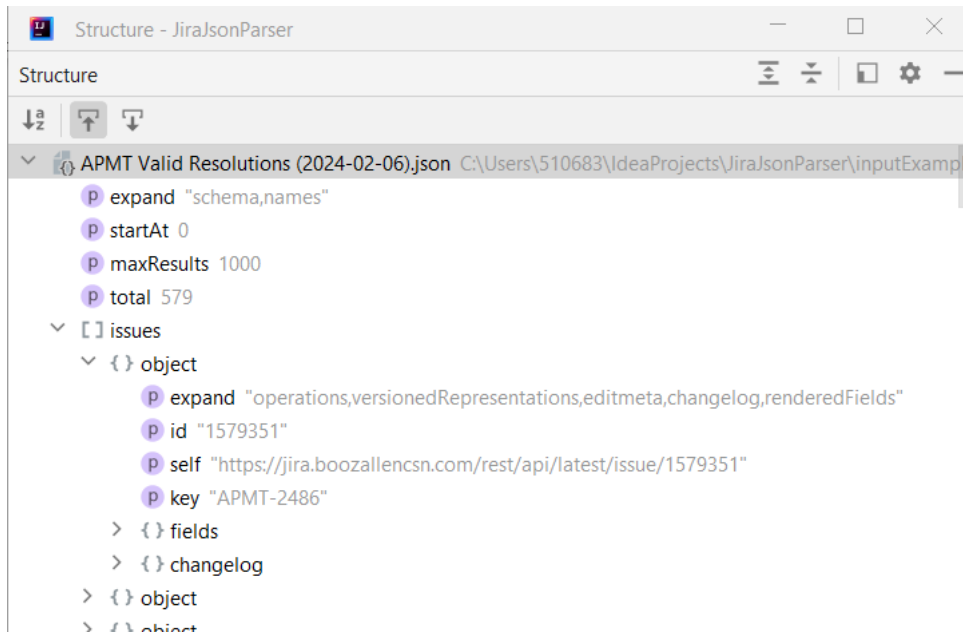 Structure - JiraJsonParser
Structure
APMT Valid Resolutions (2024-02-06).json C:\Users\510683\IdeaProjects\JiraJsonParser\inputExamp
p expand "schema,names"
p startAt 0
p maxResults 1000
p total 579
[ ] issues
{ } object
p expand "operations,versionedRepresentations,editmeta,changelog,renderedFields"
p id "1579351"
p self "https://jira.boozallencsn.com/rest/api/latest/issue/1579351"
p key "APMT-2486"
{ } fields
{ } changelog
{ } object
{ } object